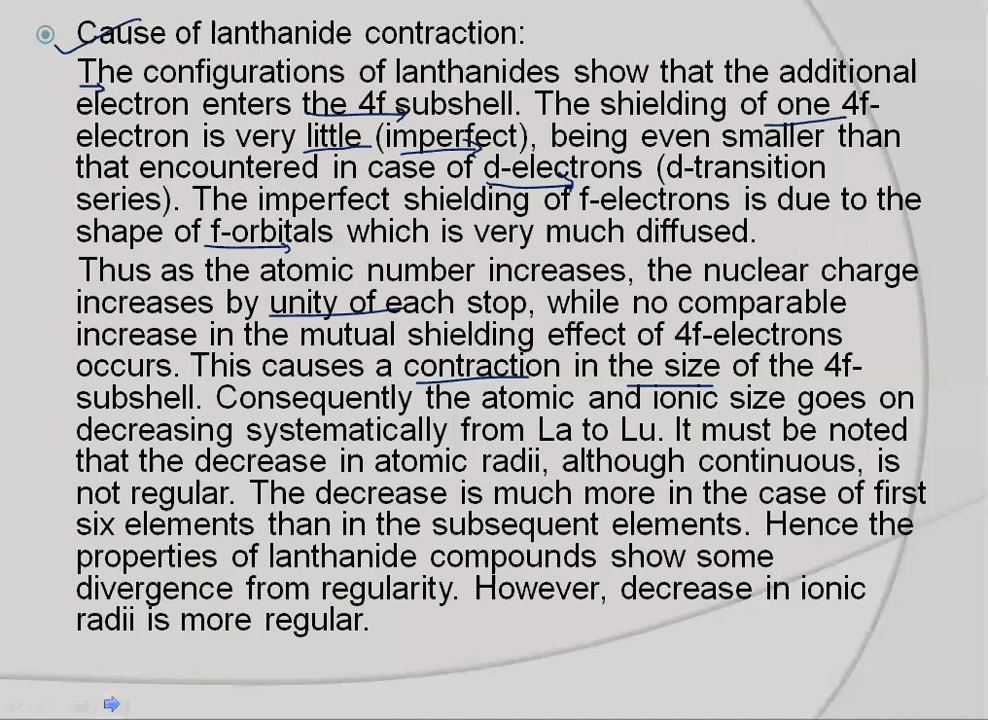 Cause of lanthanide contraction:
The configurations of lanthanides show that the additional
electron enters the 4f subshell. The shielding of one 4f-
electron is very little (imperfect), being even smaller than
that encountered in case of d-electrons (d-transition
series). The imperfect shielding of f-electrons is due to the
shape of f-orbitals which is very much diffused.
Thus as the atomic number increases, the nuclear charge
increases by unity of each stop, while no comparable
increase in the mutual shielding effect of 4f-electrons
occurs. This causes a contraction in the size of the 4f-
subshell. Consequently the atomic and ionic size goes on
decreasing systematically from La to Lu. It must be noted
that the decrease in atomic radii, although continuous, is
not regular. The decrease is much more in the case of first
six elements than in the subsequent elements. Hence the
properties of lanthanide compounds show some
divergence from regularity. However, decrease in ionic
radii is more regular.